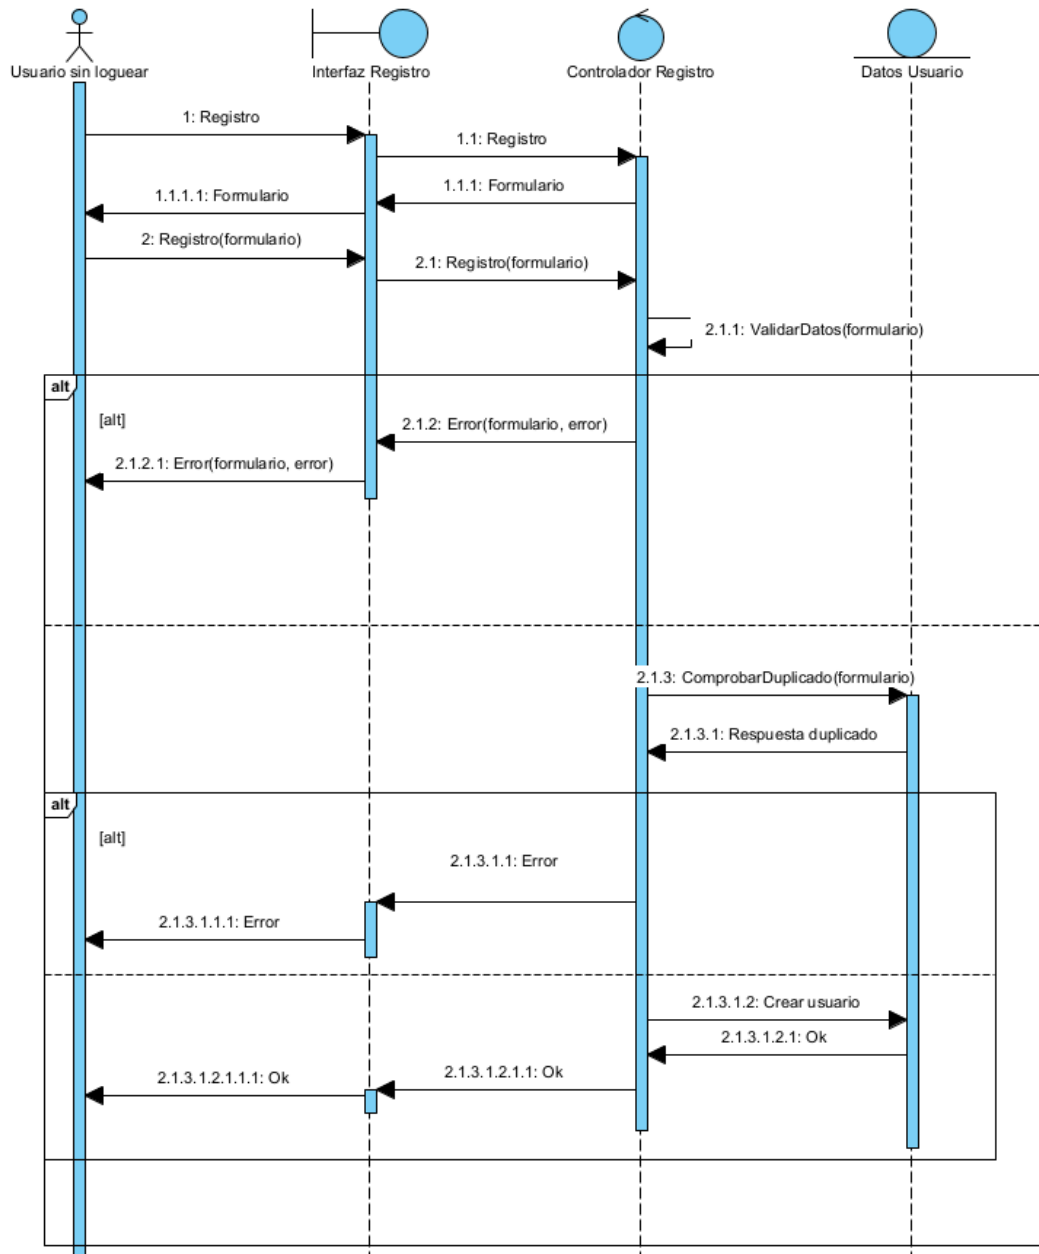 Usuario sin loguear
Interfaz Registro
Controlador Registro
Datos Usuario
1: Registro
1.1: Registro
1.1.1: Formulario
1.1.1.1: Formulario
2: Registro(formulario)
2.1: Registro(formulario)
2.1.1: ValidarDatos(formulario)
alt
[alt]
2.1.2: Error(formulario, error)
2.1.2.1: Error(formulario, error)
2.1.3: ComprobarDuplicado(formulario)
2.1.3.1: Respuesta duplicado
alt
[alt]
2.1.3.1.1: Error
2.1.3.1.1.1: Error
2.1.3.1.2: Crear usuario
2.1.3.1.2.1: Ok
2.1.3.1.2.1.1: Ok
2.1.3.1.2.1.1.1: Ok